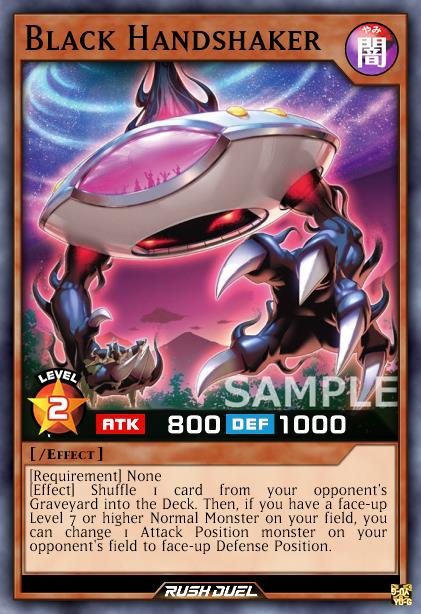 Black Handshaker
やみ
闇
SAMPLE
LEVEL
2
ATK 800 DEF 1000
[ /Effect ]
[Requirement] None
[Effect] Shuffle 1 card from your opponent's
Graveyard into the Deck. Then, if you have a face-up
Level 7 or higher Normal Monster on your field, you
can change 1 Attack Position monster on your
opponent's field to face-up Defense Position.
RUSH DUEL